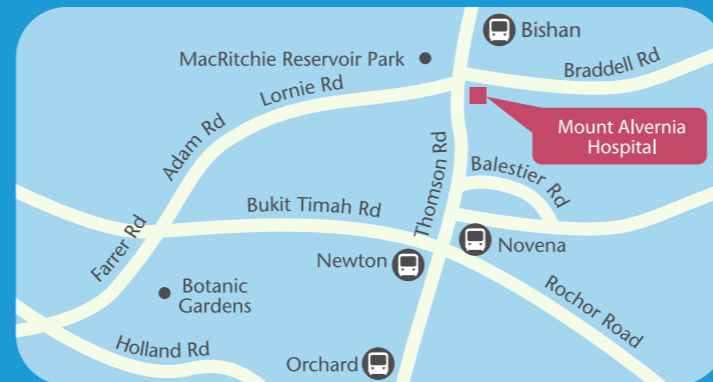 Bishan
MacRitchie Reservoir Park
Braddell Rd
Lornie Rd
Mount Alvernia
Hospital
Adam Rd
Thomson Rd
Balestier Rd
Bukit Timah Rd
Farrer Rd
Novena
Newton
Botanic
Gardens
Rochor Road
Holland Rd
Orchard